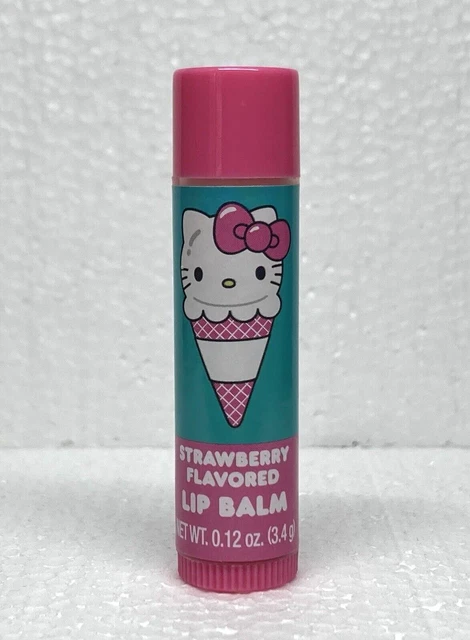 STRAWBERRY
FLAVORED
LIP BALM
NET WT. 0.12 oz. (3.4 g)